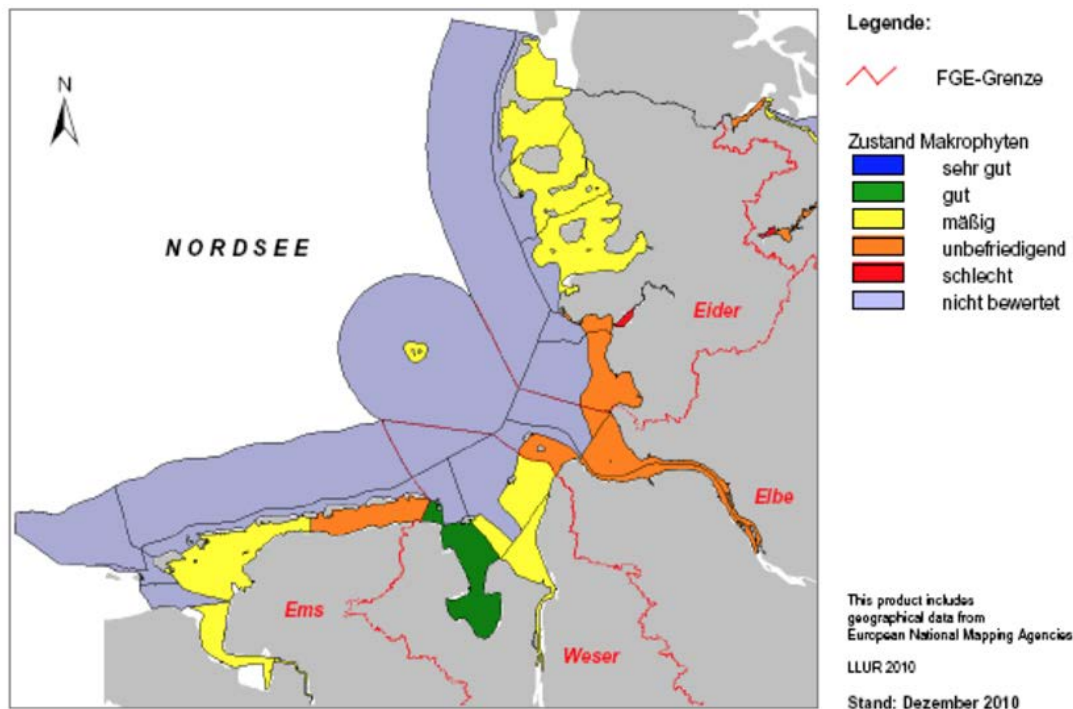 N
NORDSEE
Eider
Elbe
Ems
Weser
Legende:
FGE-Grenze
Zustand Makrophyten
sehr gut
gut
mäßig
unbefriedigend
schlecht
nicht bewertet
This product includes
geographical data from
European National Mapping Agencies
LLUR 2010
Stand: Dezember 2010